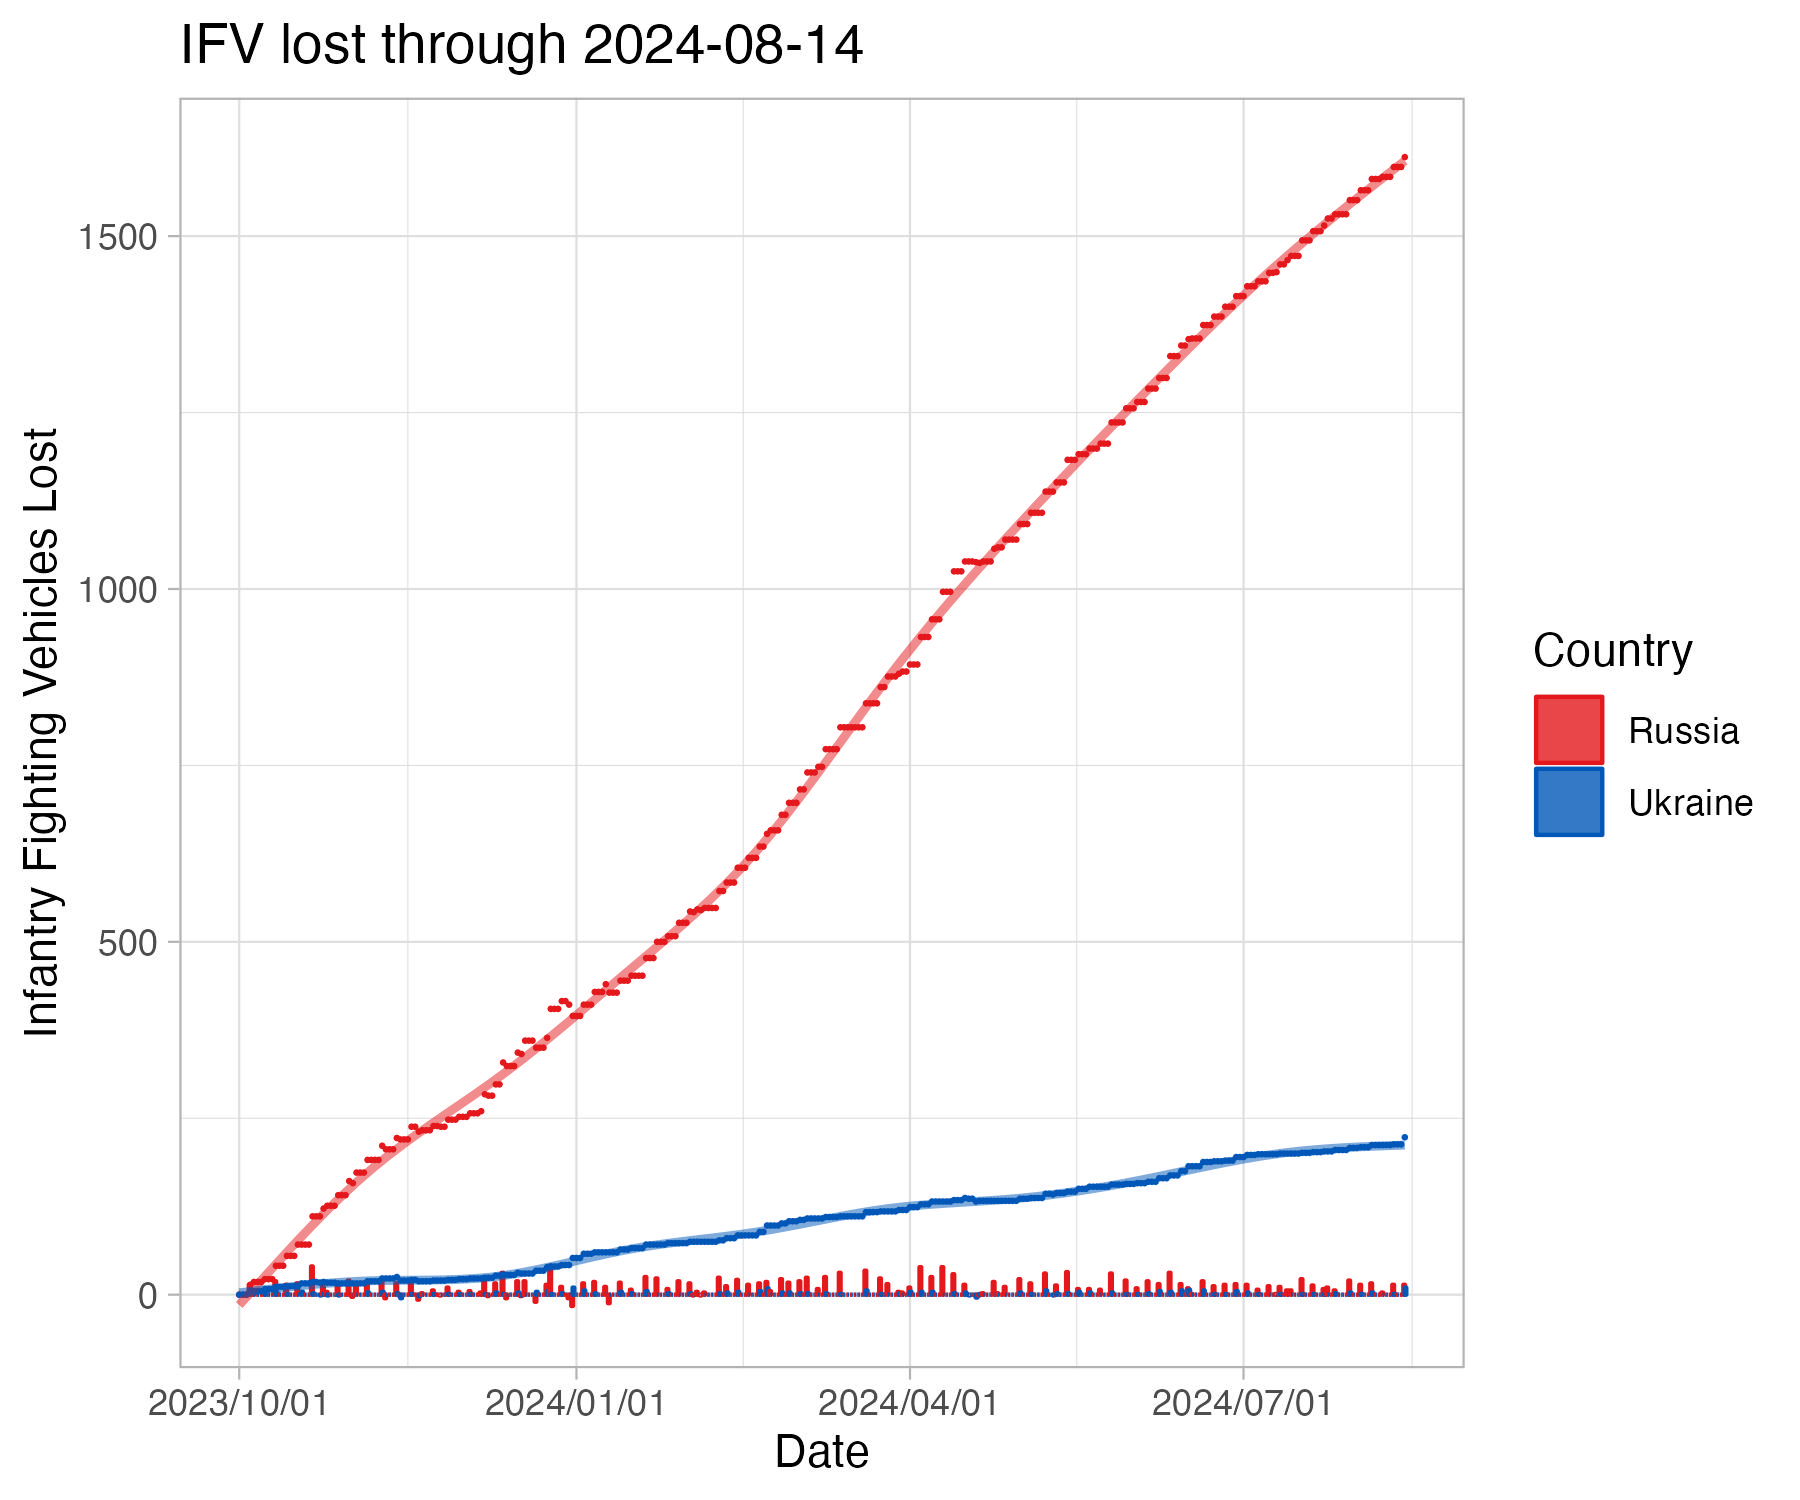 IFV lost through 2024-08-14
Infantry Fighting Vehicles Lost
1500
1000
500
0
2023/10/01
2024/01/01
2024/04/01
2024/07/01
Date
Country
Russia
Ukraine